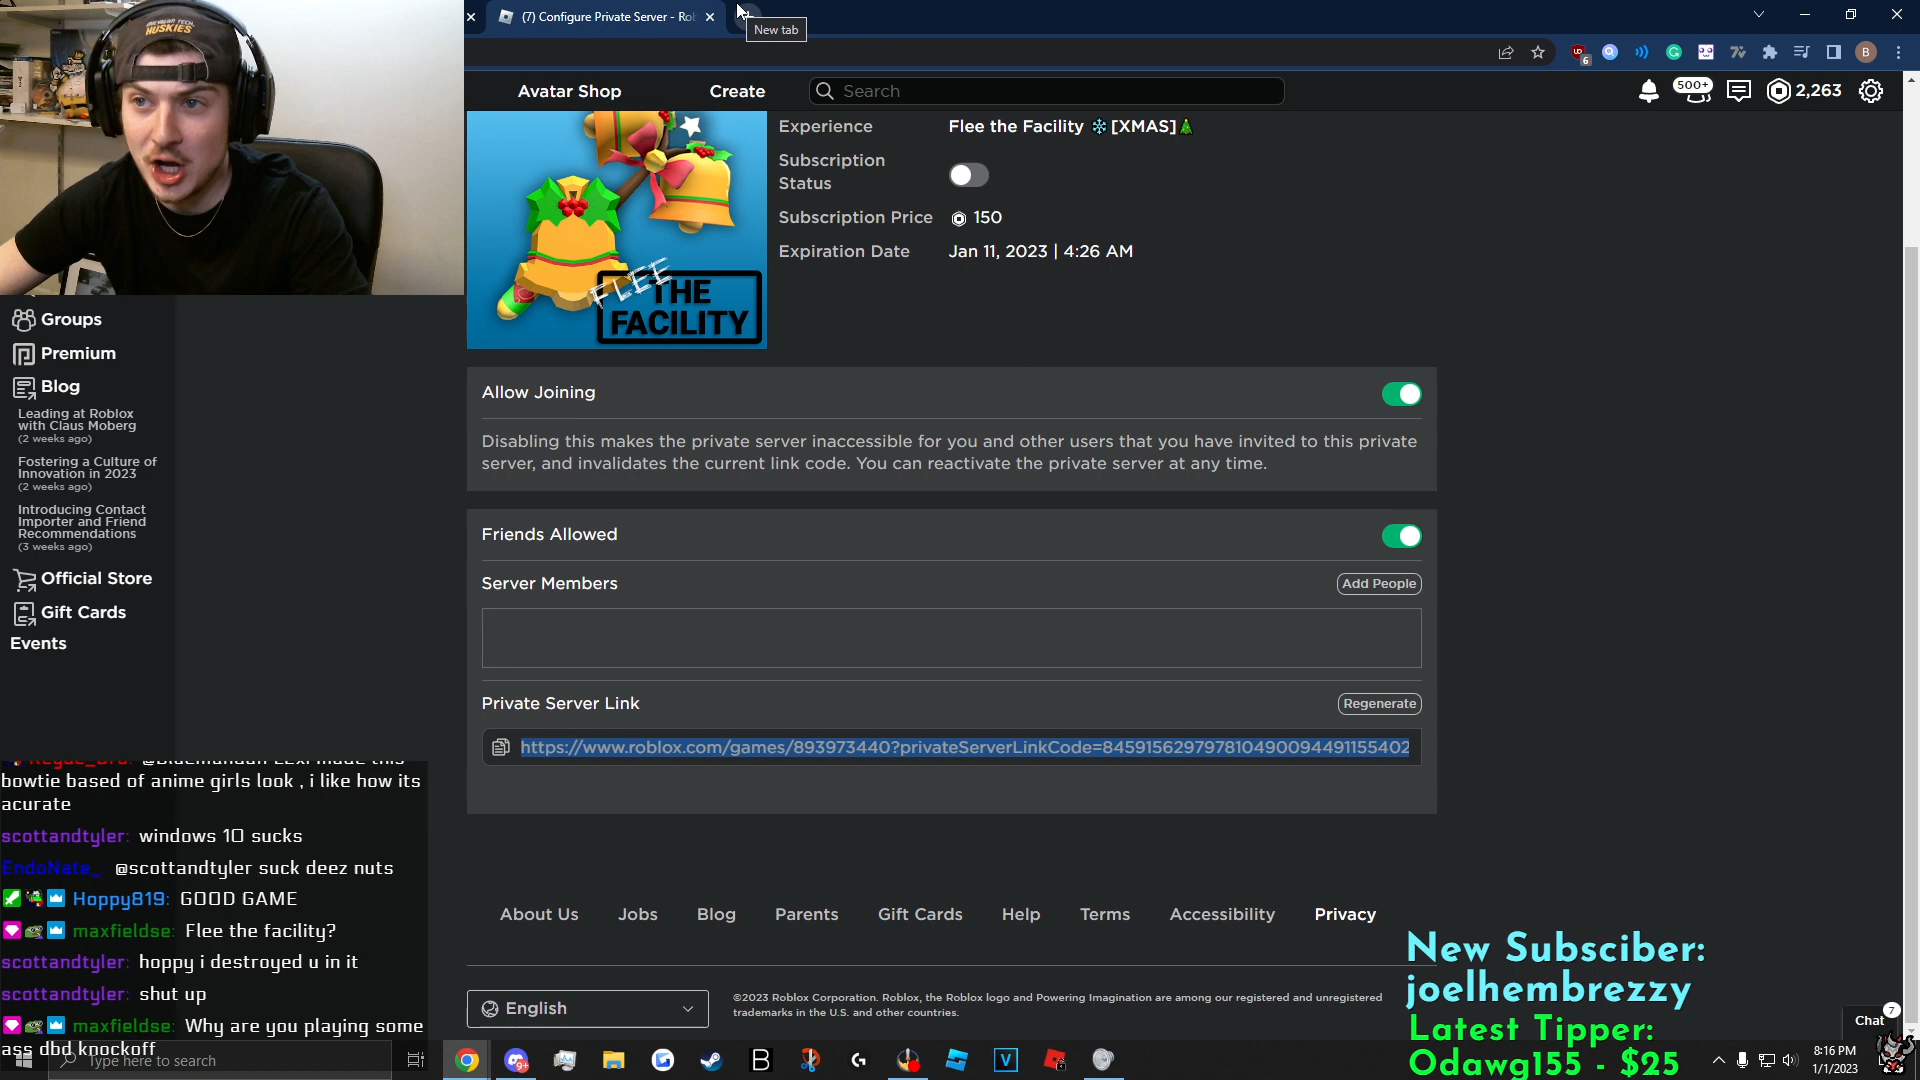 (7) Configure Private Server - Ro
New tab
6
B
Avatar Shop
Create
Search
500+
2,263
MICHIGAN TECH
HUSKIES
Experience
Flee the Facility ❄[XMAS]🎄
Subscription
Status
Subscription Price
150
Expiration Date
Jan 11, 2023 | 4:26 AM
FLEE
THE
FACILITY
Groups
Premium
Blog
Leading at Roblox
with Claus Moberg
(2 weeks ago)
Fostering a Culture of
Innovation in 2023
(2 weeks ago)
Introducing Contact
Importer and Friend
Recommendations
(3 weeks ago)
Official Store
Gift Cards
Events
Allow Joining
Disabling this makes the private server inaccessible for you and other users that you have invited to this private
server, and invalidates the current link code. You can reactivate the private server at any time.
Friends Allowed
Server Members
Add People
Private Server Link
Regenerate
https://www.roblox.com/games/893973440?privateServerLinkCode=845915629797810490094491155402
bowtie based of anime girls look , i like how its
acurate
scottandtyler: windows 10 sucks
EndoNate_: @scottandtyler suck deez nuts
Hoppy819: GOOD GAME
maxfieldse: Flee the facility?
scottandtyler: hoppy i destroyed u in it
scottandtyler: shut up
maxfieldse: Why are you playing some
ass dbd knockoff
About Us
Jobs
Blog
Parents
Gift Cards
Help
Terms
Accessibility
Privacy
English
©2023 Roblox Corporation. Roblox, the Roblox logo and Powering Imagination are among our registered and unregistered
trademarks in the U.S. and other countries.
New Subsciber:
joelhembrezzy
Latest Tipper:
Odawg155 - $25
Chat
7
Type here to search
9+
B
V
8:16 PM
1/1/2023